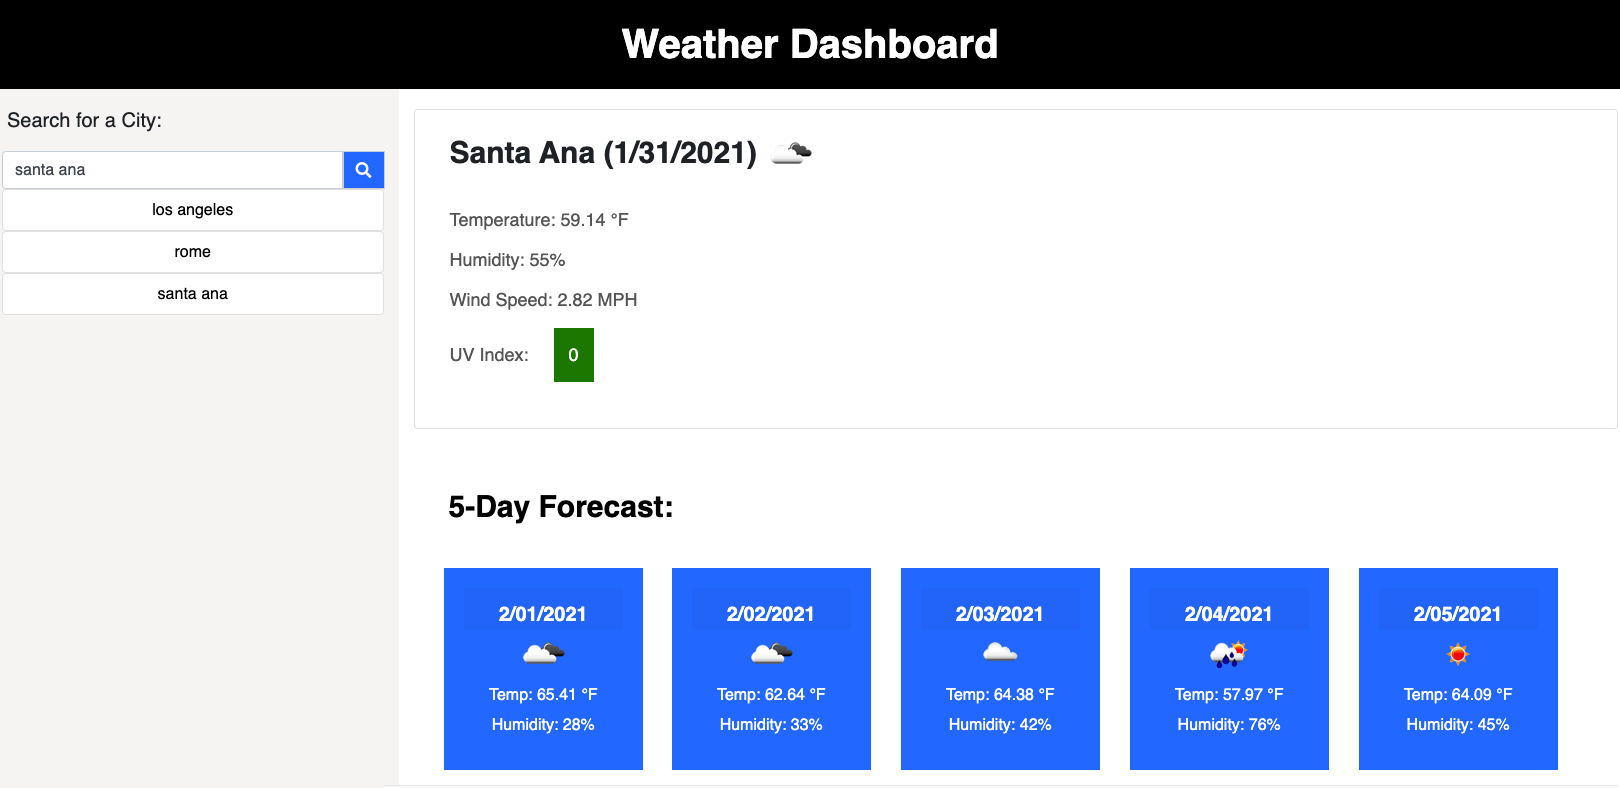 Weather Dashboard
Search for a City:
santa ana
los angeles
rome
santa ana
Santa Ana (1/31/2021)
Temperature: 59.14 °F
Humidity: 55%
Wind Speed: 2.82 MPH
UV Index: 0
5-Day Forecast:
2/01/2021
Temp: 65.41 °F
Humidity: 28%
2/02/2021
Temp: 62.64 °F
Humidity: 33%
2/03/2021
Temp: 64.38 °F
Humidity: 42%
2/04/2021
Temp: 57.97 °F
Humidity: 76%
2/05/2021
Temp: 64.09 °F
Humidity: 45%